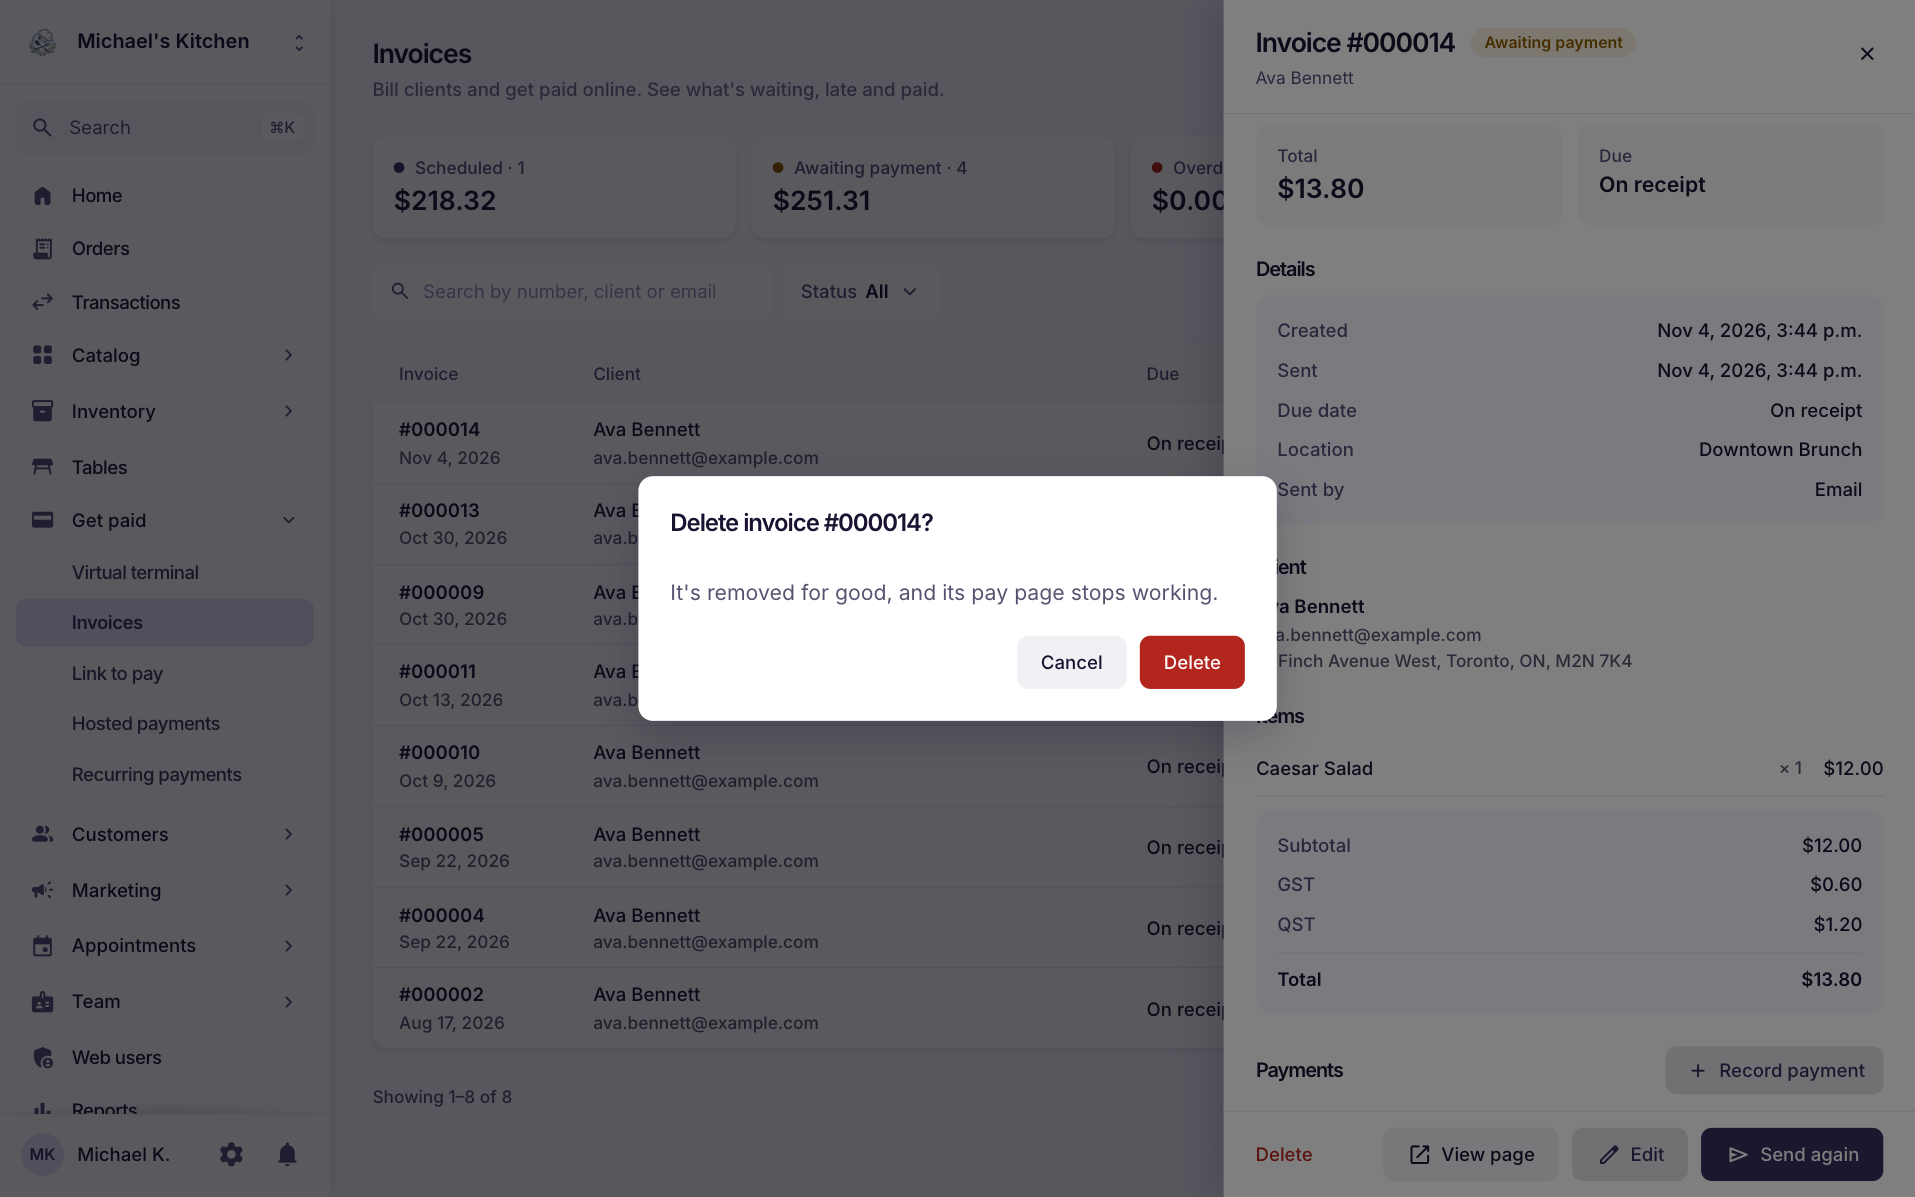 Michael's Kitchen
Search ⌘K
Home
Orders
Transactions
Catalog
Inventory
Tables
Get paid
Virtual terminal
Invoices
Link to pay
Hosted payments
Recurring payments
Customers
Marketing
Appointments
Team
Web users
Reports
MK Michael K.
Invoices
Bill clients and get paid online. See what's waiting, late and paid.
Scheduled · 1
$218.32
Awaiting payment · 4
$251.31
Overd
$0.00
Search by number, client or email
Status All
Invoice Client Due
#000014 Ava Bennett On receip
Nov 4, 2026 ava.bennett@example.com
#000013 Ava B
Oct 30, 2026 ava.b
#000009 Ava B
Oct 30, 2026 ava.b
#000011 Ava B
Oct 13, 2026 ava.b
#000010 Ava Bennett On receip
Oct 9, 2026 ava.bennett@example.com
#000005 Ava Bennett On receip
Sep 22, 2026 ava.bennett@example.com
#000004 Ava Bennett On receip
Sep 22, 2026 ava.bennett@example.com
#000002 Ava Bennett On receip
Aug 17, 2026 ava.bennett@example.com
Showing 1–8 of 8
Delete invoice #000014?
It's removed for good, and its pay page stops working.
Cancel Delete
Invoice #000014 Awaiting payment
Ava Bennett
Total
$13.80
Due
On receipt
Details
Created Nov 4, 2026, 3:44 p.m.
Sent Nov 4, 2026, 3:44 p.m.
Due date On receipt
Location Downtown Brunch
Sent by Email
ient
va Bennett
a.bennett@example.com
Finch Avenue West, Toronto, ON, M2N 7K4
Items
Caesar Salad × 1 $12.00
Subtotal $12.00
GST $0.60
QST $1.20
Total $13.80
Payments + Record payment
Delete View page Edit Send again